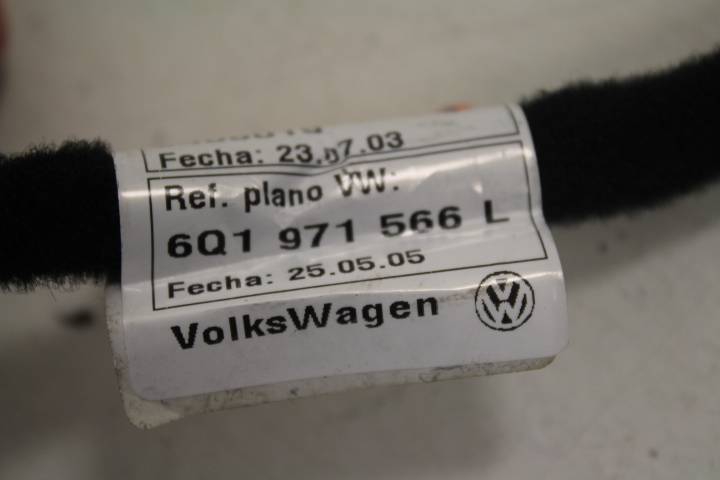 Fecha: 23.07.03
Ref. plano VW:
6Q1 971 566 L
Fecha: 25.05.05
VolksWagen